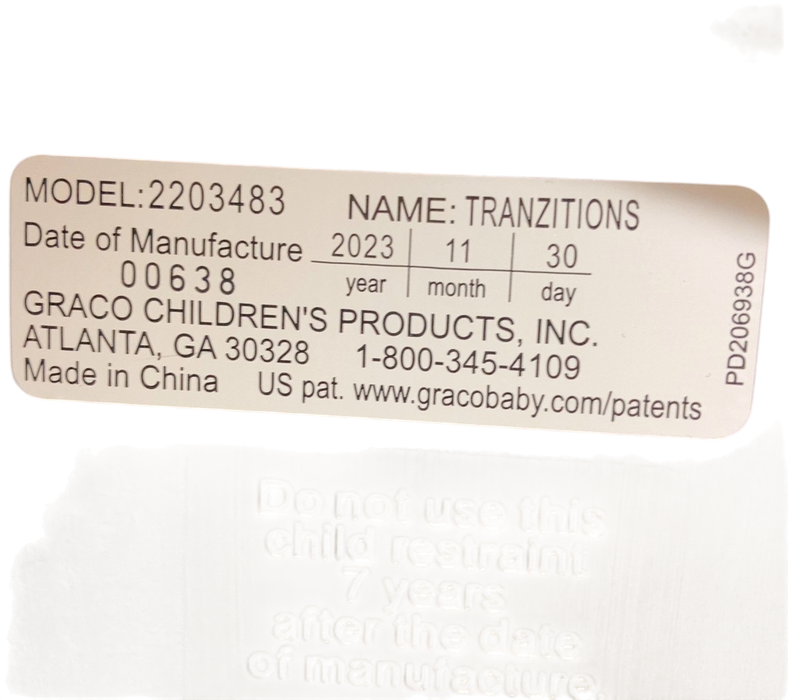 MODEL:2203483 NAME: TRANZITIONS
Date of Manufacture 2023 11 30
00638 year month day
GRACO CHILDREN'S PRODUCTS, INC.
ATLANTA, GA 30328 1-800-345-4109
Made in China US pat. www.gracobaby.com/patents
PD206938G
Do not use this
child restraint
7 years
after the date
of manufacture